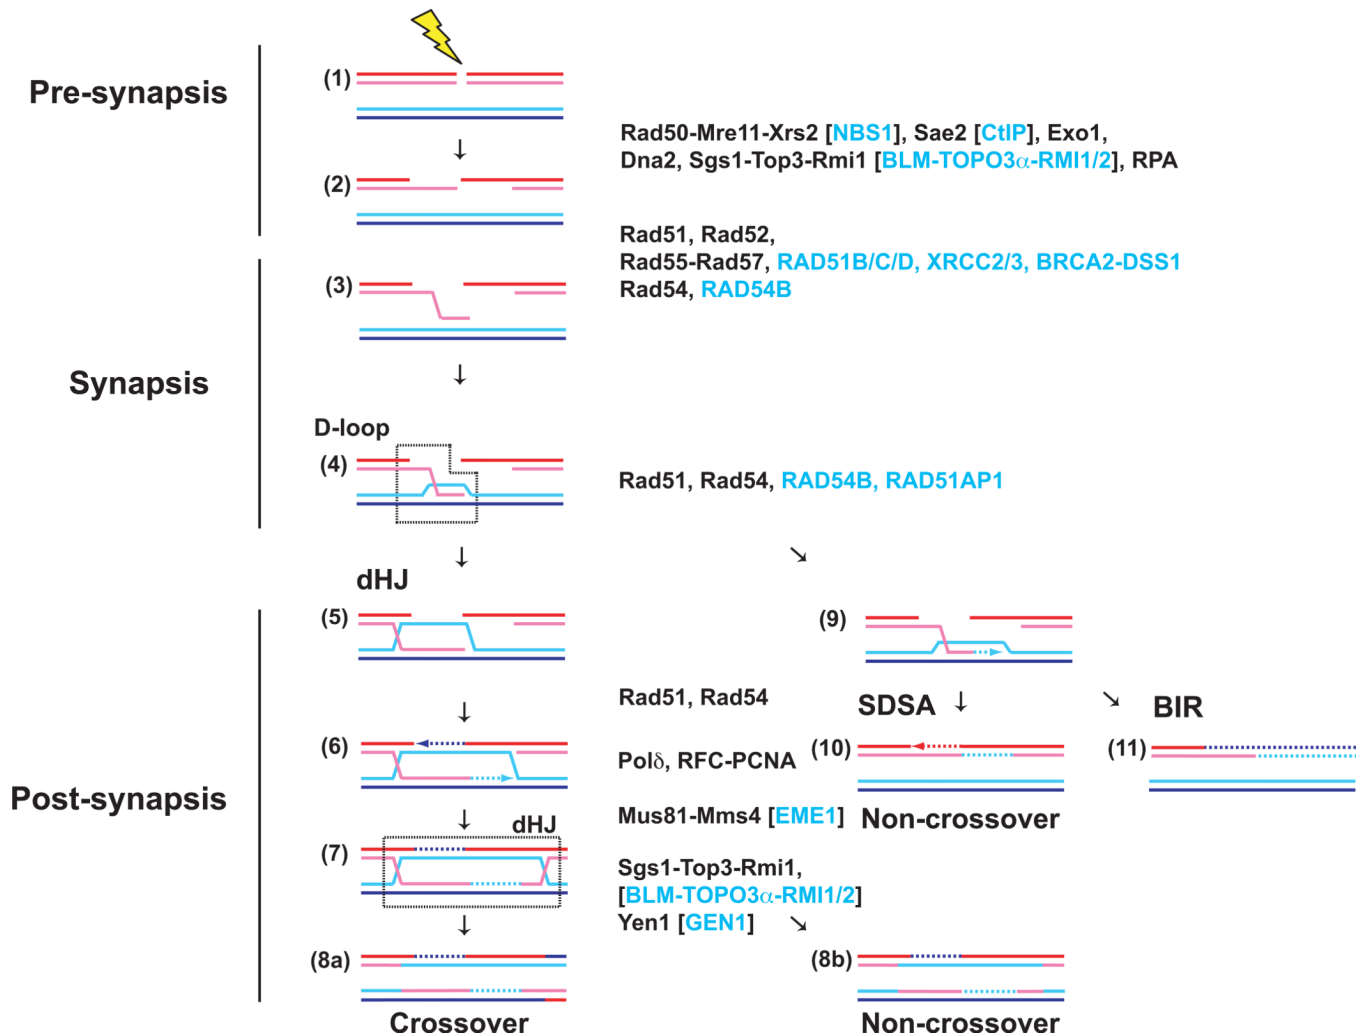 Pre-synapsis
(1)
Rad50-Mre11-Xrs2 [NBS1], Sae2 [CtIP], Exo1,
Dna2, Sgs1-Top3-Rmi1 [BLM-TOPO3α-RMI1/2], RPA
(2)
Rad51, Rad52,
Rad55-Rad57, RAD51B/C/D, XRCC2/3, BRCA2-DSS1
Rad54, RAD54B
Synapsis
(3)
D-loop
(4)
Rad51, Rad54, RAD54B, RAD51AP1
Post-synapsis
dHJ
(5)
(9)
Rad51, Rad54
SDSA
BIR
(6)
(10)
(11)
Polδ, RFC-PCNA
Mus81-Mms4 [EME1]
Non-crossover
dHJ
(7)
Sgs1-Top3-Rmi1,
[BLM-TOPO3α-RMI1/2]
Yen1 [GEN1]
(8a)
(8b)
Crossover
Non-crossover